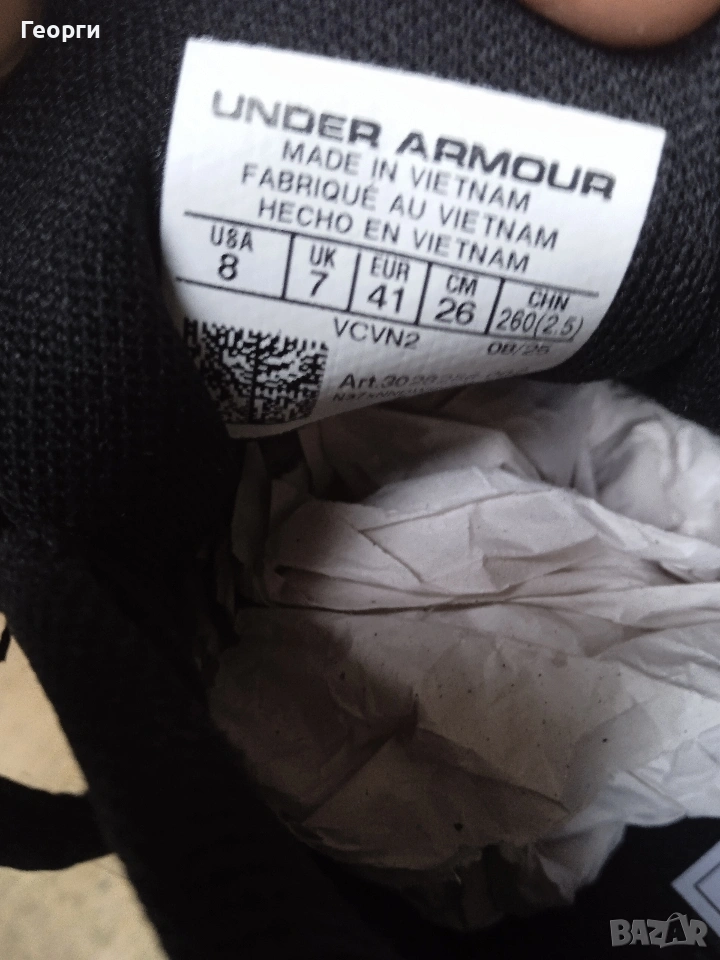 Георги
UNDER ARMOUR
MADE IN VIETNAM
FABRIQUÉ AU VIETNAM
HECHO EN VIETNAM
USA UK EUR CM CHN
8 7 41 26 260(2.5)
VCVN2 08/25
BAZAR